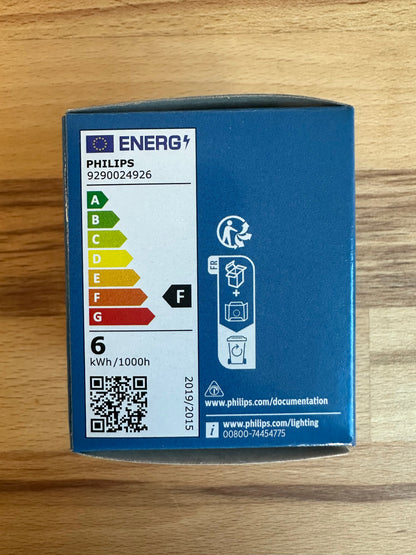 ENERG
PHILIPS
9290024926
A
B
C
D
E
F
G
F
6
kWh/1000h
2019/2015
FR
+
www.philips.com/documentation
i
www.philips.com/lighting
00800-74454775